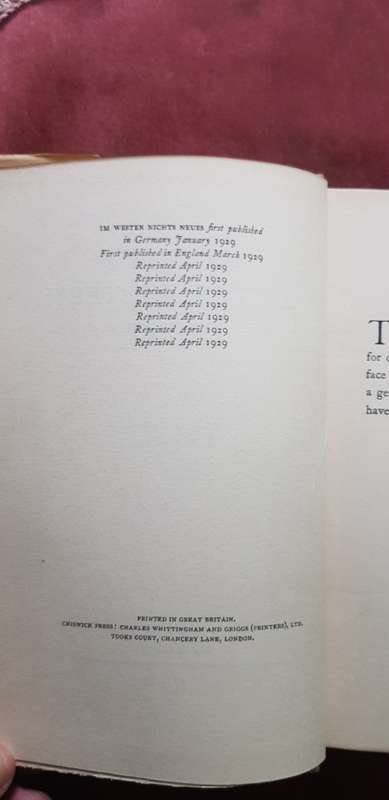 IM WESTEN NICHTS NEUES first published
in Germany January 1929
First published in England March 1929
Reprinted April 1929
Reprinted April 1929
Reprinted April 1929
Reprinted April 1929
Reprinted April 1929
Reprinted April 1929
Reprinted April 1929
PRINTED IN GREAT BRITAIN.
CHISWICK PRESS: CHARLES WHITTINGHAM AND GRIGGS (PRINTERS), LTD.
TOOKS COURT, CHANCERY LANE, LONDON.
T
for
face
a ge
have